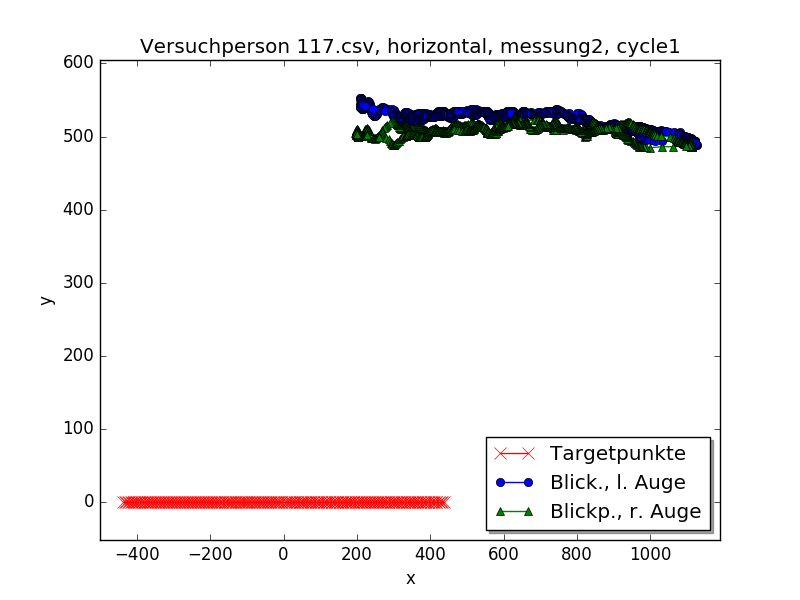 Versuchperson 117.csv, horizontal, messung2, cycle1
600
500
400
300
200
100
0
y
−400
−200
0
200
400
600
800
1000
x
Targetpunkte
Blick., l. Auge
Blickp., r. Auge